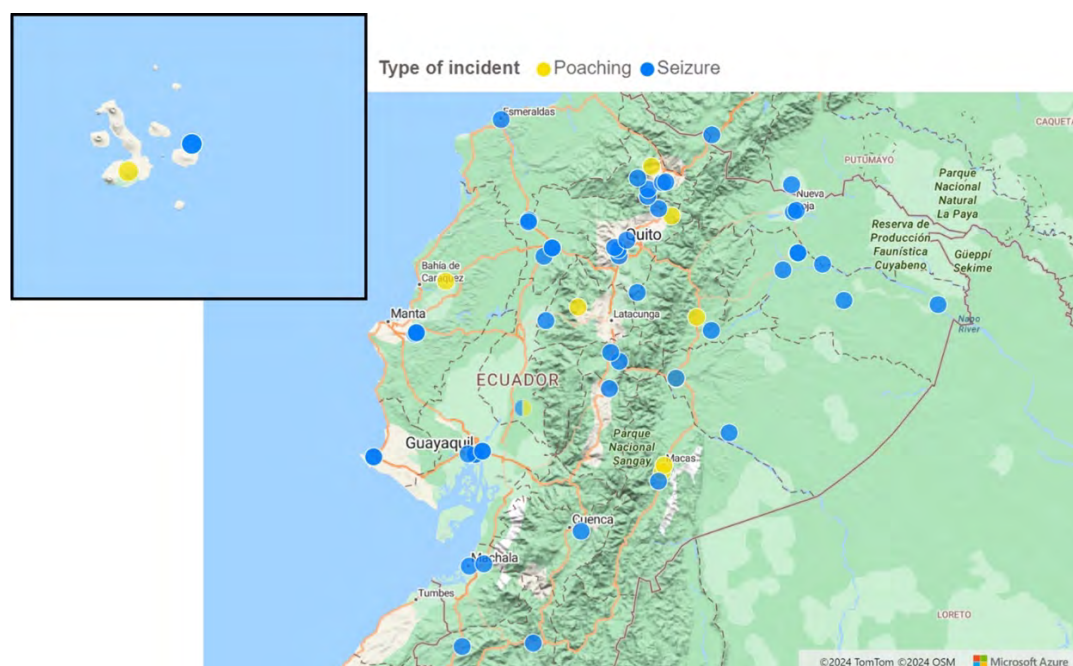 Type of incident Poaching Seizure
Esmeraldas
CAQUETA
PUTUMAYO
Parque
Nacional
Natural
La Paya
Nueva
Reserva de
Producción
Faunística
Cuyabeno
Güeppí
Sekime
Quito
Bahía de
Caráquez
Manta
Latacunga
Napo
River
ECUADOR
Guayaquil
Parque
Nacional
Sangay
Macas
Cuenca
Machala
Tumbes
LORETO
©2024 TomTom ©2024 OSM Microsoft Azure